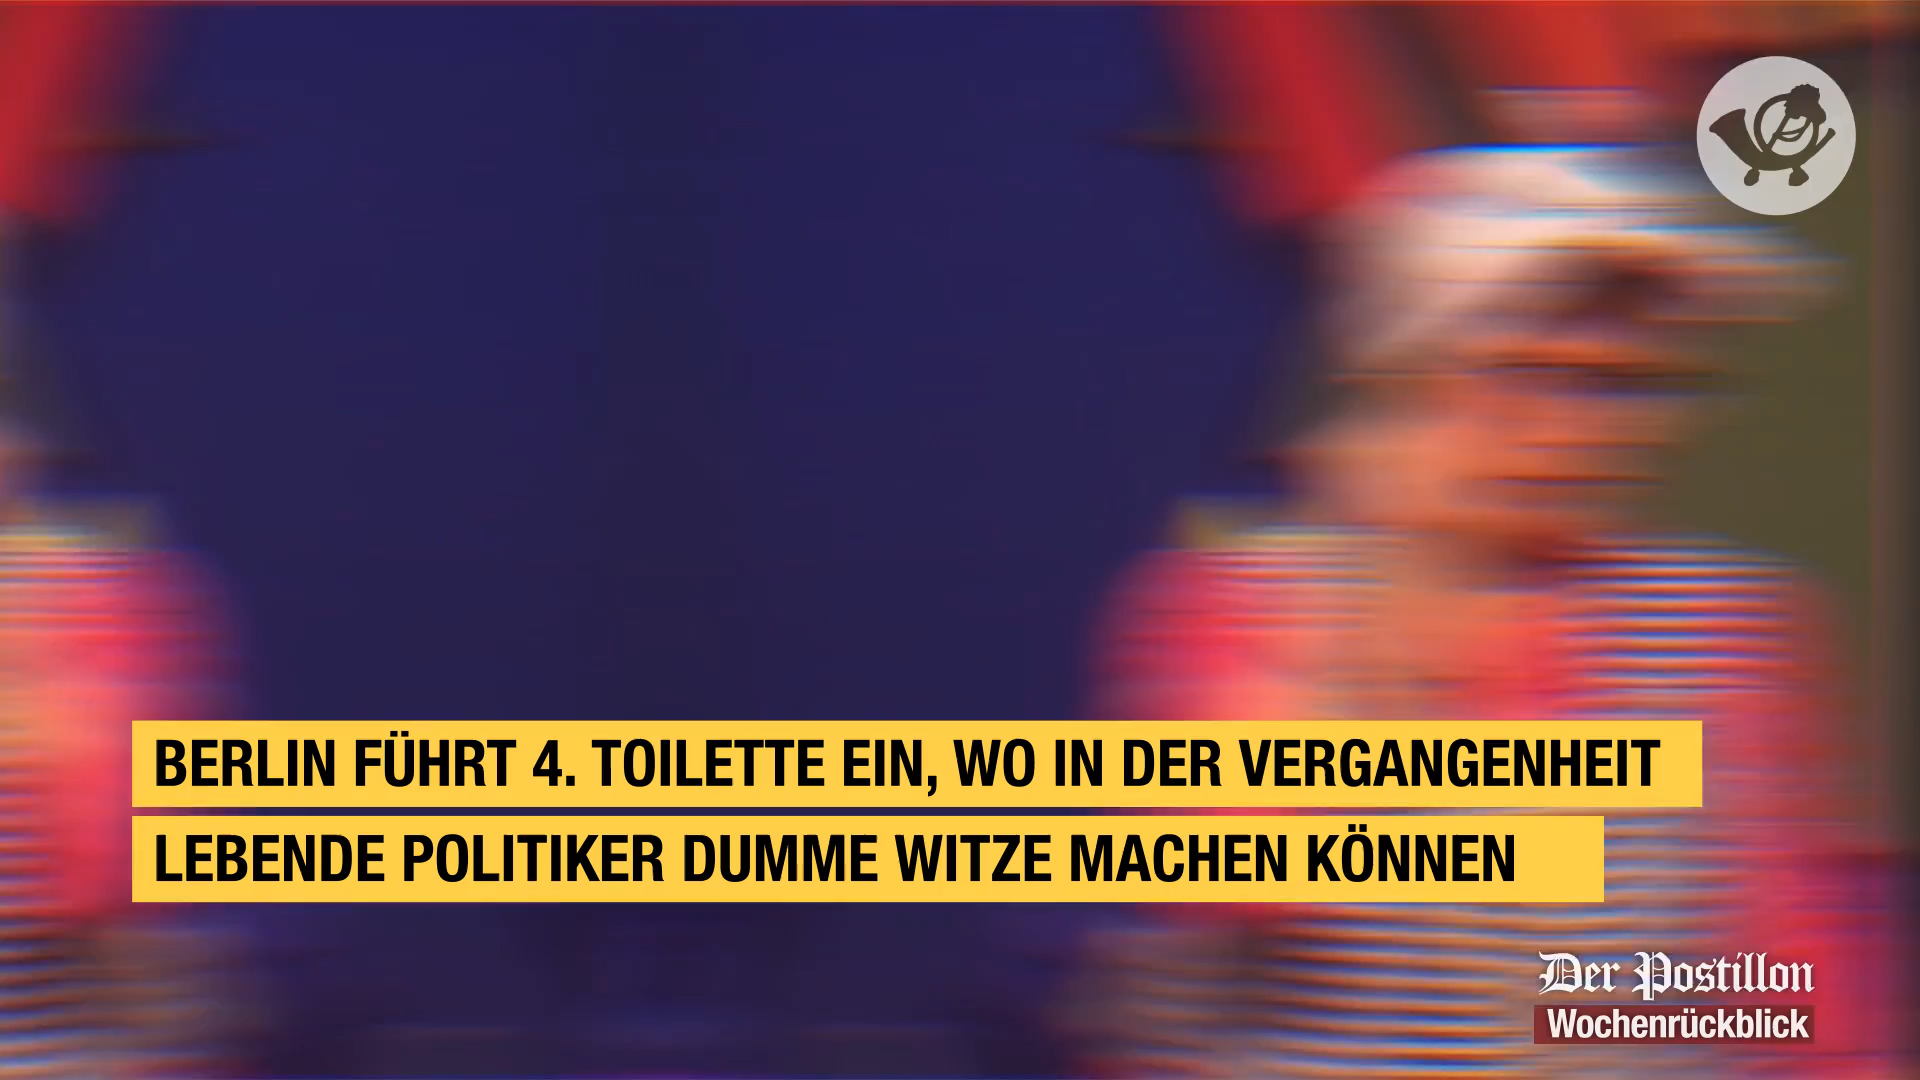 BERLIN FÜHRT 4. TOILETTE EIN, WO IN DER VERGANGENHEIT
LEBENDE POLITIKER DUMME WITZE MACHEN KÖNNEN
Der Postillon
Wochenrückblick